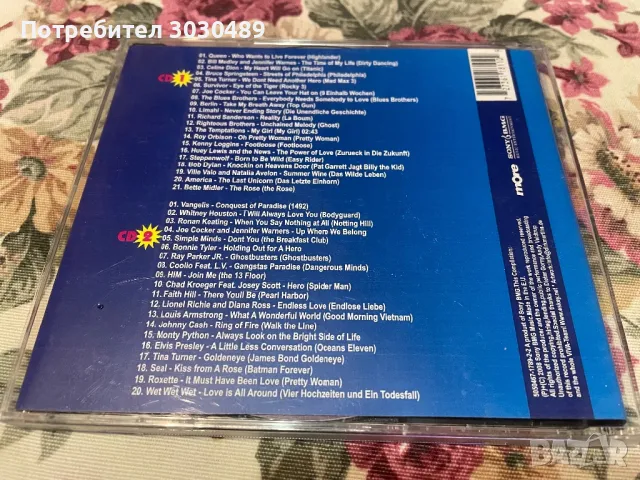 Потребител 3030489
CD 1
01. Queen - Who Wants to Live Forever (Highlander)
02. Bill Medley and Jennifer Warnes - The Time of My Life (Dirty Dancing)
03. Celine Dion - My Heart Will Go on (Titanic)
04. Bruce Springsteen - Streets of Philadelphia (Philadelphia)
05. Tina Turner - We Dont Need Another Hero (Mad Max 3)
06. Survivor - Eye of the Tiger (Rocky 3)
07. Joe Cocker - You Can Leave Your Hat on (9 Einhalb Wochen)
08. The Blues Brothers - Everybody Needs Somebody to Love (Blues Brothers)
09. Berlin - Take My Breath Away (Top Gun)
10. Limahl - Never Ending Story (Die Unendliche Geschichte)
11. Richard Sanderson - Reality (La Boum)
12. Righteous Brothers - Unchained Melody (Ghost)
13. The Temptations - My Girl (My Girl) 02:43
14. Roy Orbison - Oh Pretty Woman (Pretty Woman)
15. Kenny Loggins - Footloose (Footloose)
16. Huey Lewis and the News - The Power of Love (Zurueck in Die Zukunft)
17. Steppenwolf - Born to Be Wild (Easy Rider)
18. Bob Dylan - Knockin on Heavens Door (Pat Garrett Jagt Billy the Kid)
19. Ville Valo and Natalia Avelon - Summer Wine (Das Wilde Leben)
20. America - The Last Unicorn (Das Letzte Einhorn)
21. Bette Midler - The Rose (the Rose)
CD 2
01. Vangelis - Conquest of Paradise (1492)
02. Whitney Houston - I Will Always Love You (Bodyguard)
03. Ronan Keating - When You Say Nothing at All (Notting Hill)
04. Joe Cocker and Jennifer Warners - Up Where We Belong
05. Simple Minds - Dont You (the Breakfast Club)
06. Bonnie Tyler - Holding Out for A Hero
07. Ray Parker JR. - Ghostbusters (Ghostbusters)
08. Coolio Feat. L.V. - Gangstas Paradise (Dangerous Minds)
09. HIM - Join Me (the 13 Floor)
10. Chad Kroeger Feat. Josey Scott - Hero (Spider Man)
11. Faith Hill - There Youll Be (Pearl Harbor)
12. Lionel Richie and Diana Ross - Endless Love (Endlose Liebe)
13. Louis Armstrong - What A Wonderful World (Good Morning Vietnam)
14. Johnny Cash - Ring of Fire (Walk the Line)
15. Monty Python - Always Look on the Bright Side of Life
16. Elvis Presley - A Little Less Conversation (Oceans Eleven)
17. Tina Turner - Goldeneye (James Bond Goldeneye)
18. Seal - Kiss from A Rose (Batman Forever)
19. Roxette - It Must Have Been Love (Pretty Woman)
20. Wet Wet Wet - Love is All Around (Vier Hochzeiten und Ein Todesfall)
SONY BMG
more
BAZAR